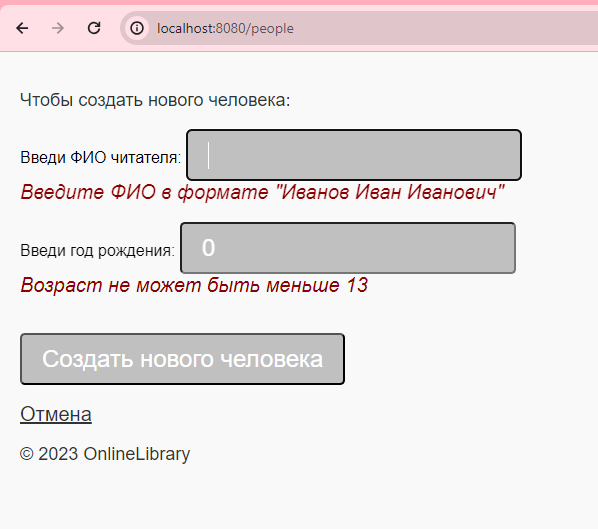 localhost:8080/people
Чтобы создать нового человека:
Введи ФИО читателя:
Введите ФИО в формате "Иванов Иван Иванович"
Введи год рождения: 0
Возраст не может быть меньше 13
Создать нового человека
Отмена
© 2023 OnlineLibrary